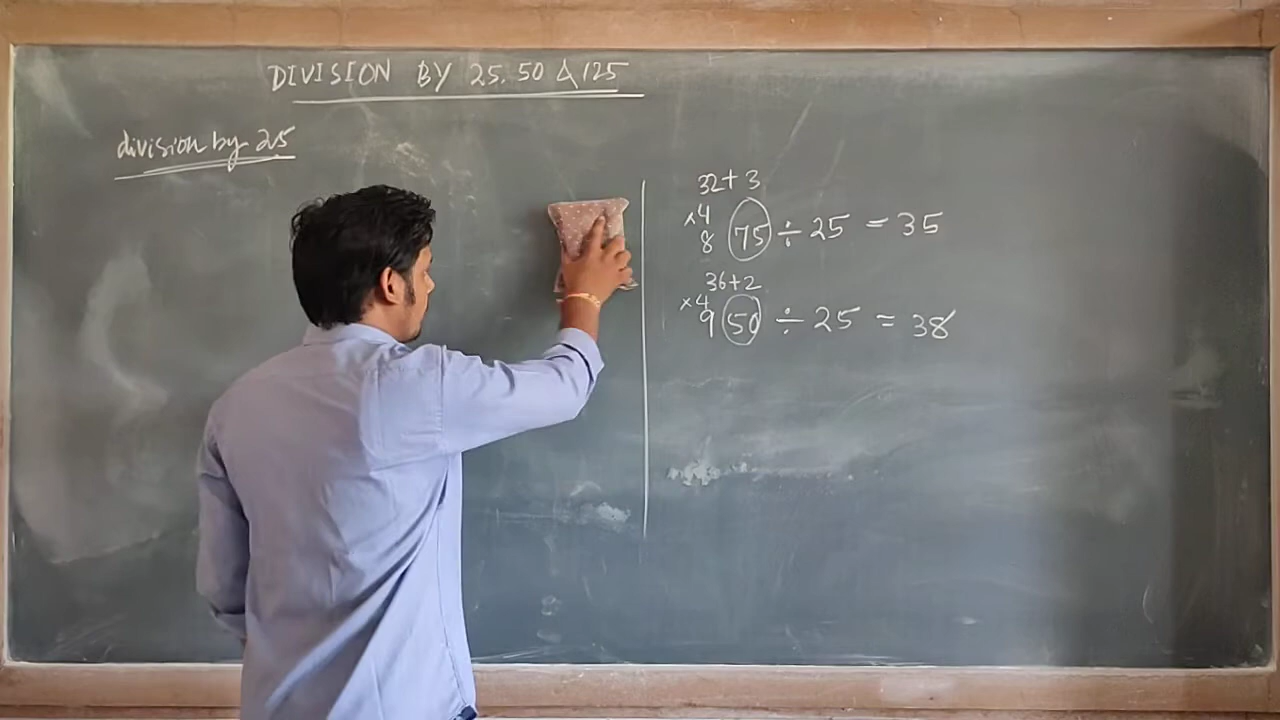 DIVISION BY 25. 50 & 125
division by 25
32+3
×4
8 75 ÷ 25 = 35
36+2
×4
9 50 ÷ 25 = 38